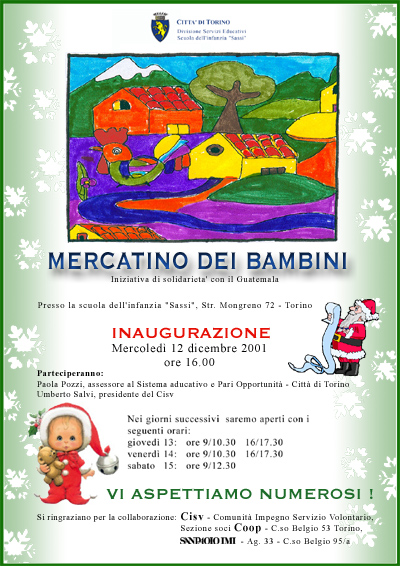 CITTA' DI TORINO
Divisione Servizi Educativi
Scuola dell'infanzia "Sassi"
MERCATINO DEI BAMBINI
Iniziativa di solidarieta' con il Guatemala
Presso la scuola dell'infanzia "Sassi", Str. Mongreno 72 - Torino
INAUGURAZIONE
Mercoledi 12 dicembre 2001
ore 16.00
Parteciperanno:
Paola Pozzi, assessore al Sistema aducativo e Pari Opportunità - Città di Torino
Umberto Salvi, presidente del Cisv
Nei giorni successivi saremo aperti con i
seguenti orari:
giovedi 13: ore 9/10.30 16/17.30
venerdi 14: ore 9/10.30 16/17.30
sabato 15: ore 9/12.30
VI ASPETTIAMO NUMEROSI !
Si ringraziano per la collaborazione: Cisv - Comunità Impegno Servizio Volontario,
Sezione soci Coop - C.so Belgio 53 Torino,
SANPAOLO IMI - Ag. 33 - C.so Belgio 95/a